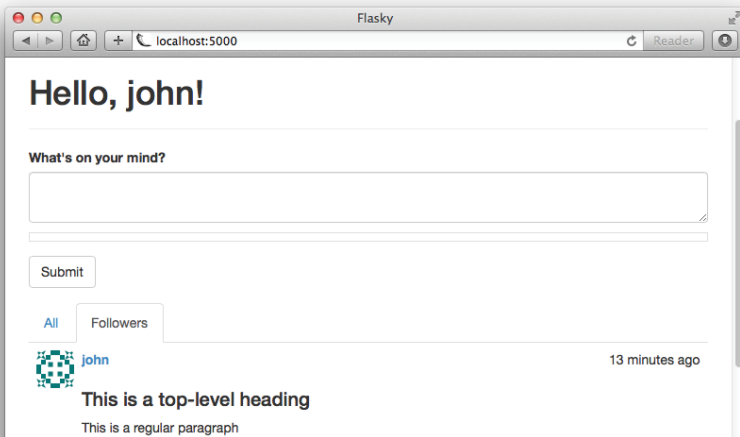 Flasky
localhost:5000
Reader
Hello, john!
What's on your mind?
Submit
All
Followers
john
13 minutes ago
This is a top-level heading
This is a regular paragraph